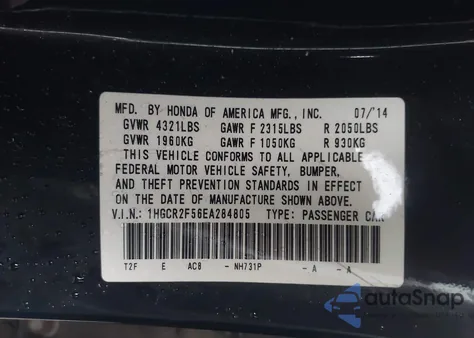 MFD. BY HONDA OF AMERICA MFG., INC. 07/'14
GVWR 4321LBS GAWR F 2315LBS R 2050LBS
GVWR 1960KG GAWR F 1050KG R 930KG
THIS VEHICLE CONFORMS TO ALL APPLICABLE
FEDERAL MOTOR VEHICLE SAFETY, BUMPER,
AND THEFT PREVENTION STANDARDS IN EFFECT
ON THE DATE OF MANUFACTURE SHOWN ABOVE.
V.I.N.: 1HGCR2F56EA284805 TYPE: PASSENGER CAR
T2F E AC8 - NH731P - A - A
autoSnap